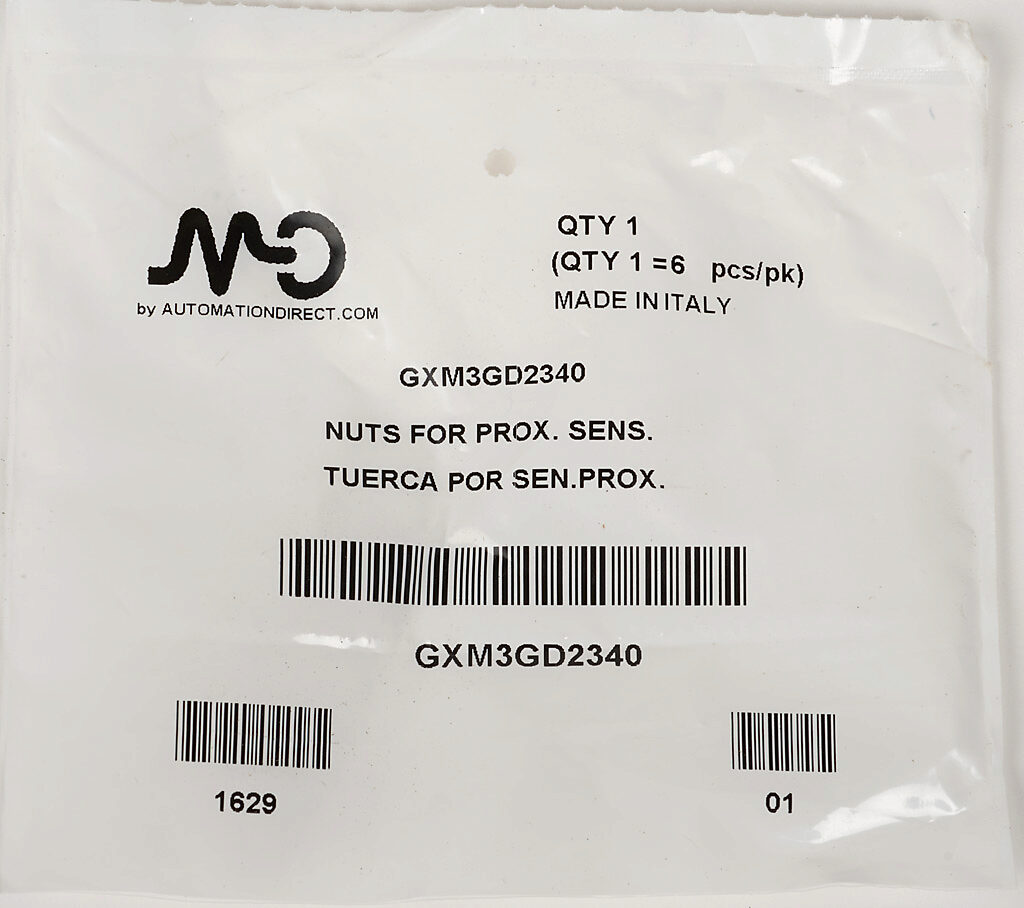 by AUTOMATIONDIRECT.COM
QTY 1
(QTY 1 =6 pcs/pk)
MADE IN ITALY
GXM3GD2340
NUTS FOR PROX. SENS.
TUERCA POR SEN.PROX.
GXM3GD2340
1629
01